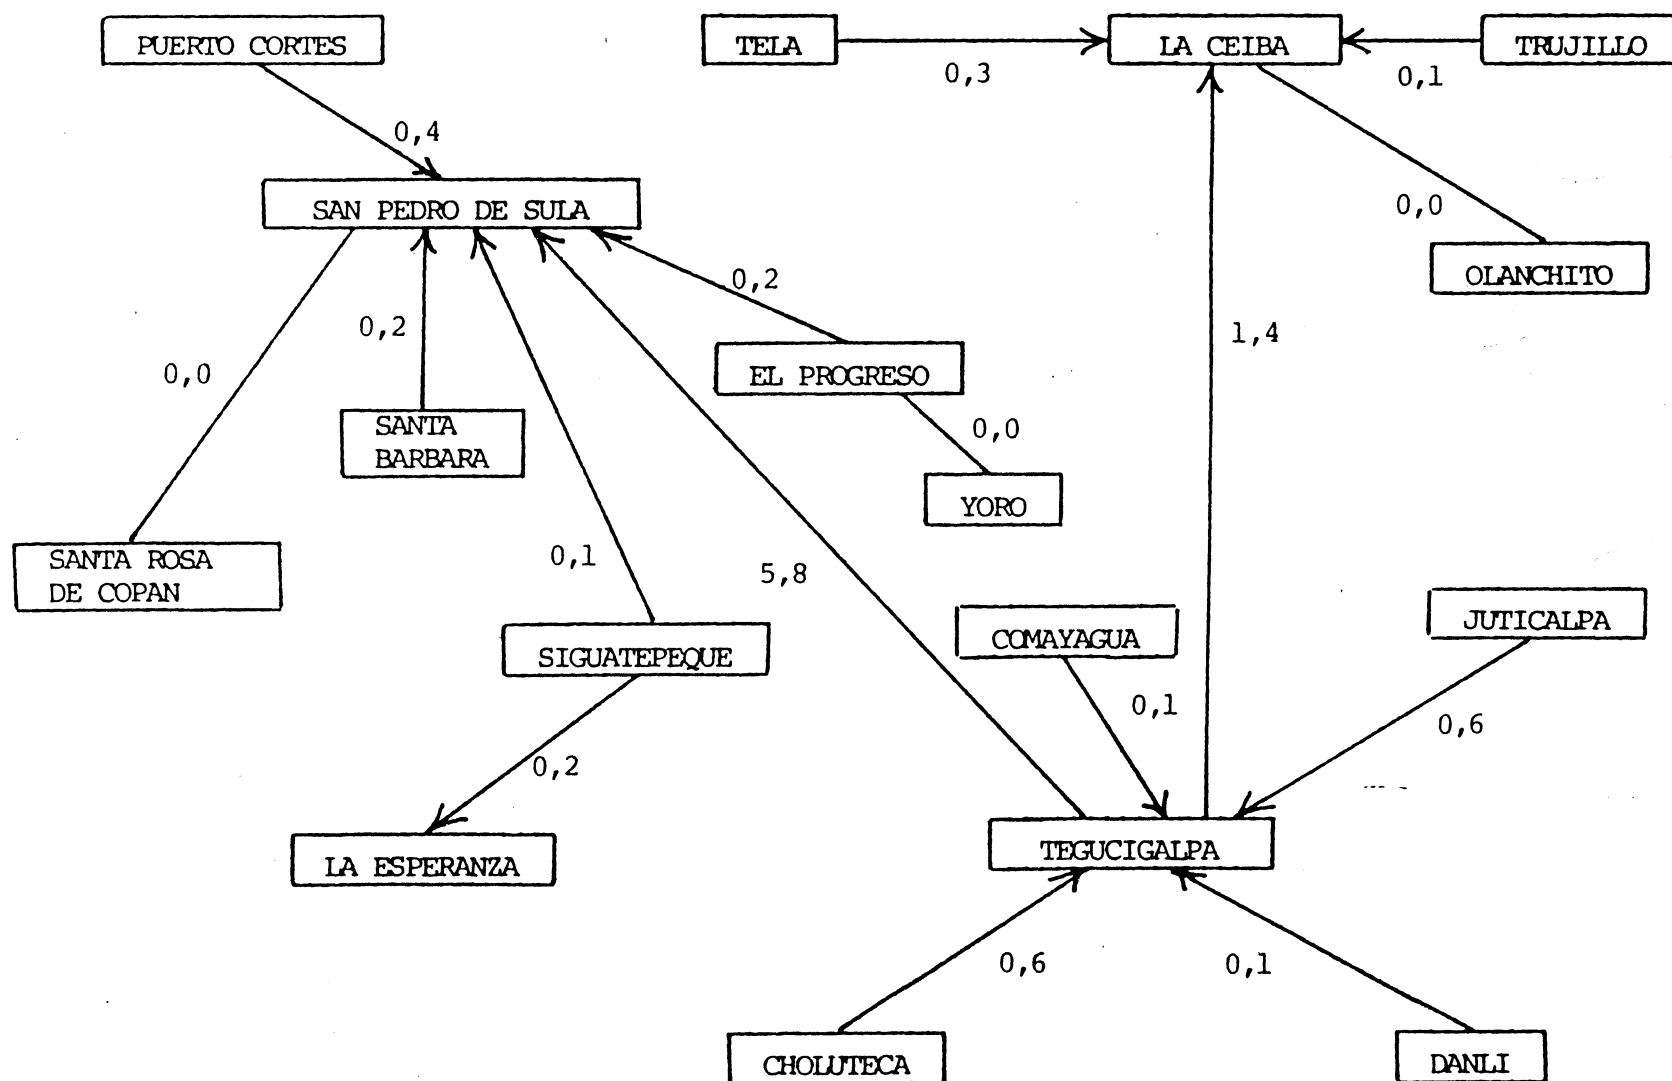 PUERTO CORTES
TELA
LA CEIBA
TRUJILLO
0,3
0,1
0,4
SAN PEDRO DE SULA
0,0
OLANCHITO
0,2
0,2
1,4
0,0
EL PROGRESO
SANTA
BARBARA
0,0
YORO
SANTA ROSA
DE COPAN
0,1
5,8
COMAYAGUA
JUTICALPA
SIGUATEPEQUE
0,1
0,6
0,2
LA ESPERANZA
TEGUCIGALPA
0,6
0,1
CHOLUTECA
DANLI